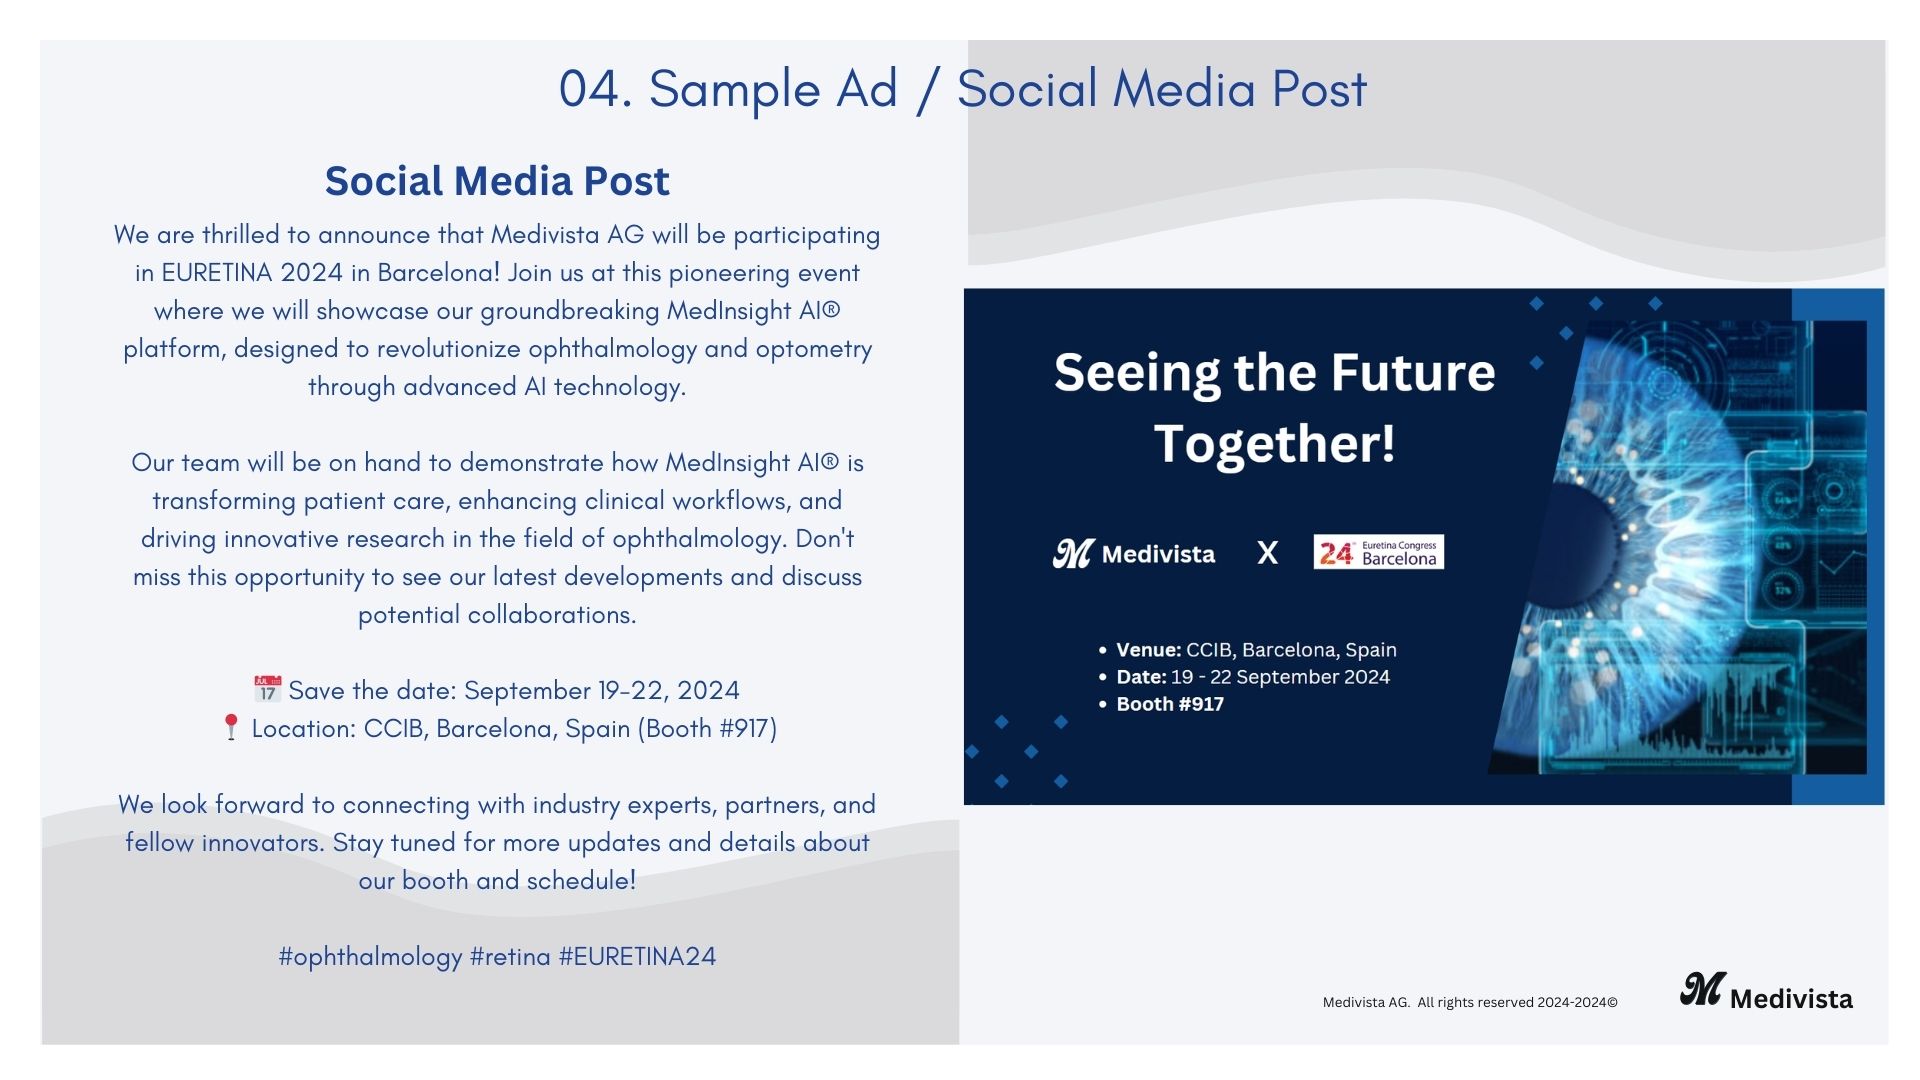 04. Sample Ad / Social Media Post
Social Media Post
We are thrilled to announce that Medivista AG will be participating
in EURETINA 2024 in Barcelona! Join us at this pioneering event
where we will showcase our groundbreaking MedInsight AI®
platform, designed to revolutionize ophthalmology and optometry
through advanced AI technology.
Our team will be on hand to demonstrate how MedInsight AI® is
transforming patient care, enhancing clinical workflows, and
driving innovative research in the field of ophthalmology. Don't
miss this opportunity to see our latest developments and discuss
potential collaborations.
📅 Save the date: September 19-22, 2024
📍 Location: CCIB, Barcelona, Spain (Booth #917)
We look forward to connecting with industry experts, partners, and
fellow innovators. Stay tuned for more updates and details about
our booth and schedule!
#ophthalmology #retina #EURETINA24
Seeing the Future
Together!
Medivista X 24th Euretina Congress
Barcelona
• Venue: CCIB, Barcelona, Spain
• Date: 19 - 22 September 2024
• Booth #917
Medivista AG. All rights reserved 2024-2024©
Medivista